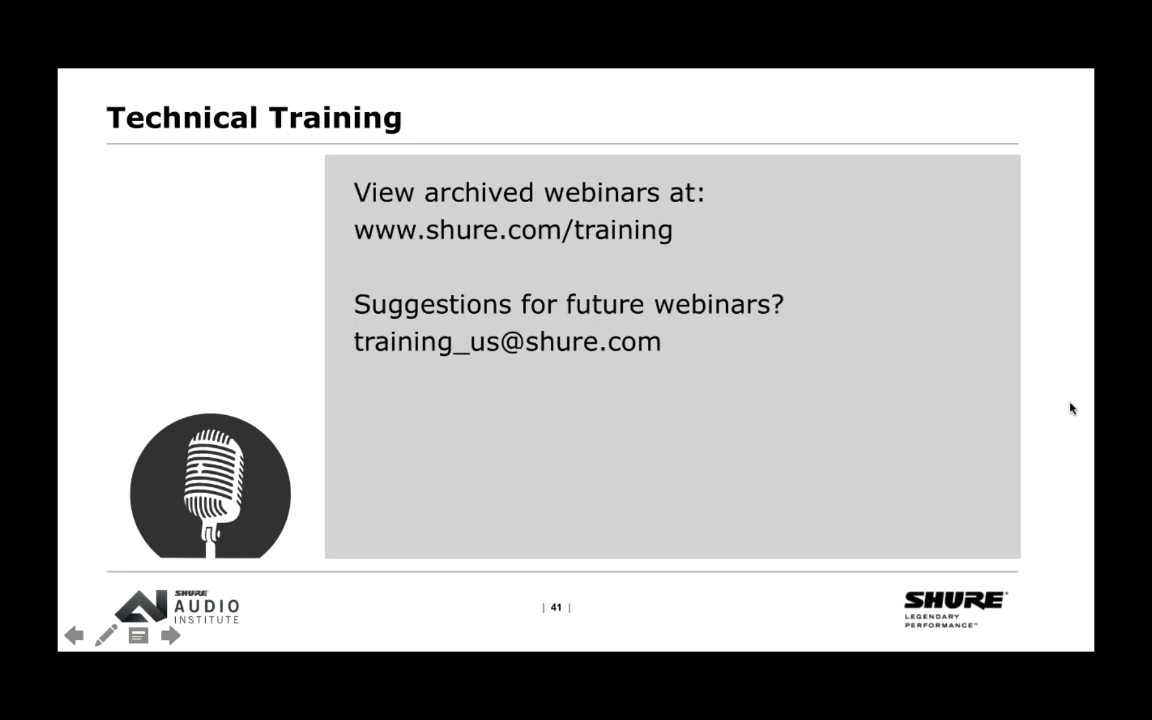 Technical Training
View archived webinars at:
www.shure.com/training
Suggestions for future webinars?
training_us@shure.com
SHURE
AUDIO
INSTITUTE
| 41 |
SHURE®
LEGENDARY
PERFORMANCE™